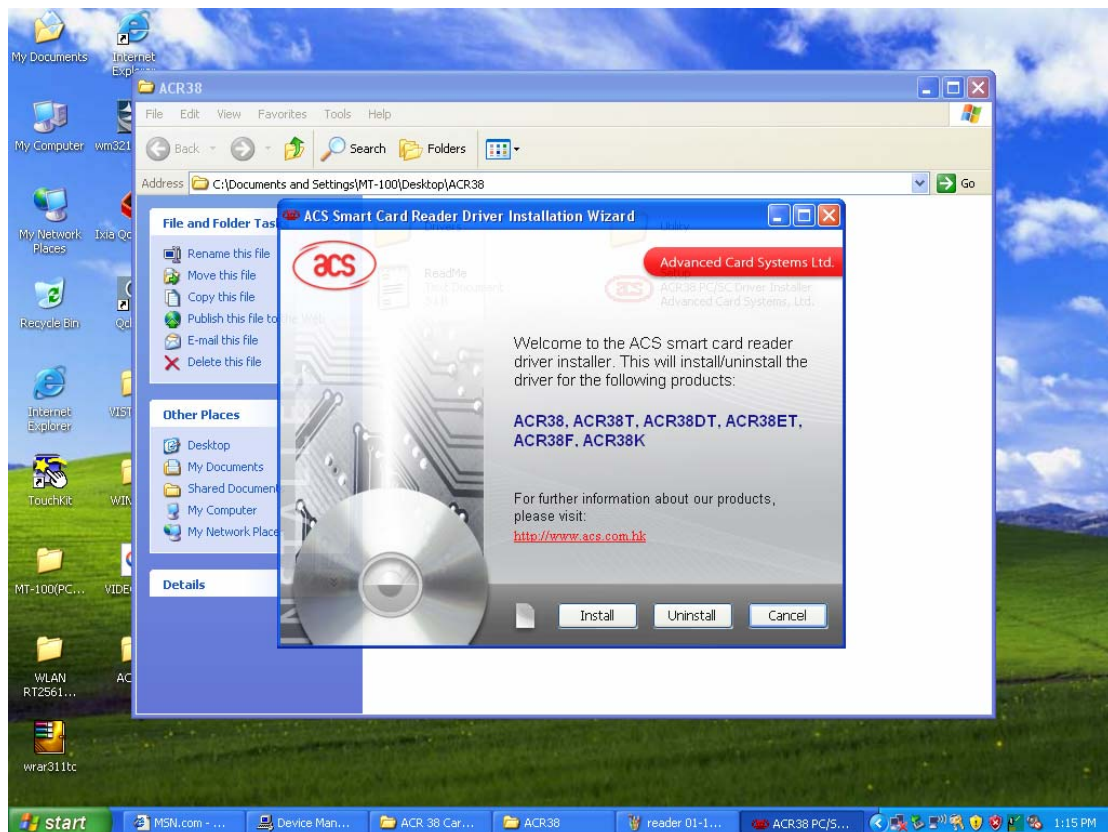 My Documents
Internet
My Computer
wm321
My Network
Places
Recycle Bin
Internet
Explorer
TouchKit
MT-100(PC...
WLAN
RT2561...
wrar311tc
ACR38
File Edit View Favorites Tools Help
Back Search Folders
Address C:\Documents and Settings\MT-100\Desktop\ACR38 Go
File and Folder Tas
Rename this file
Move this file
Copy this file
Publish this file to the Web
E-mail this file
Delete this file
Other Places
Desktop
My Documents
Shared Documen
My Computer
My Network Place
Details
Drivers
Utility
ReadMe
Text Document
Setup
ACR38 PC/SC Driver Installer
Advanced Card Systems, Ltd.
ACS Smart Card Reader Driver Installation Wizard
acs
Advanced Card Systems Ltd.
Welcome to the ACS smart card reader
driver installer. This will install/uninstall the
driver for the following products:
ACR38, ACR38T, ACR38DT, ACR38ET,
ACR38F, ACR38K
For further information about our products,
please visit:
http://www.acs.com.hk
Install Uninstall Cancel
start MSN.com - ... Device Man... ACR 38 Car... ACR38 reader 01-1... ACR38 PC/S... 1:15 PM